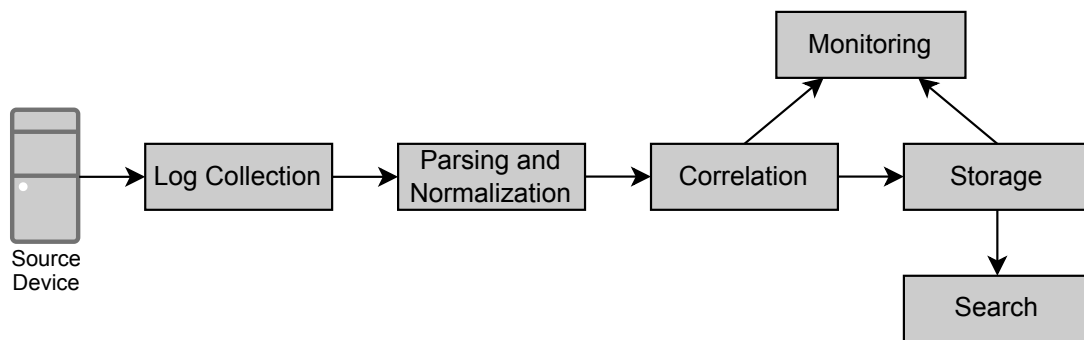 Monitoring
Log Collection
Parsing and
Normalization
Correlation
Storage
Source
Device
Search